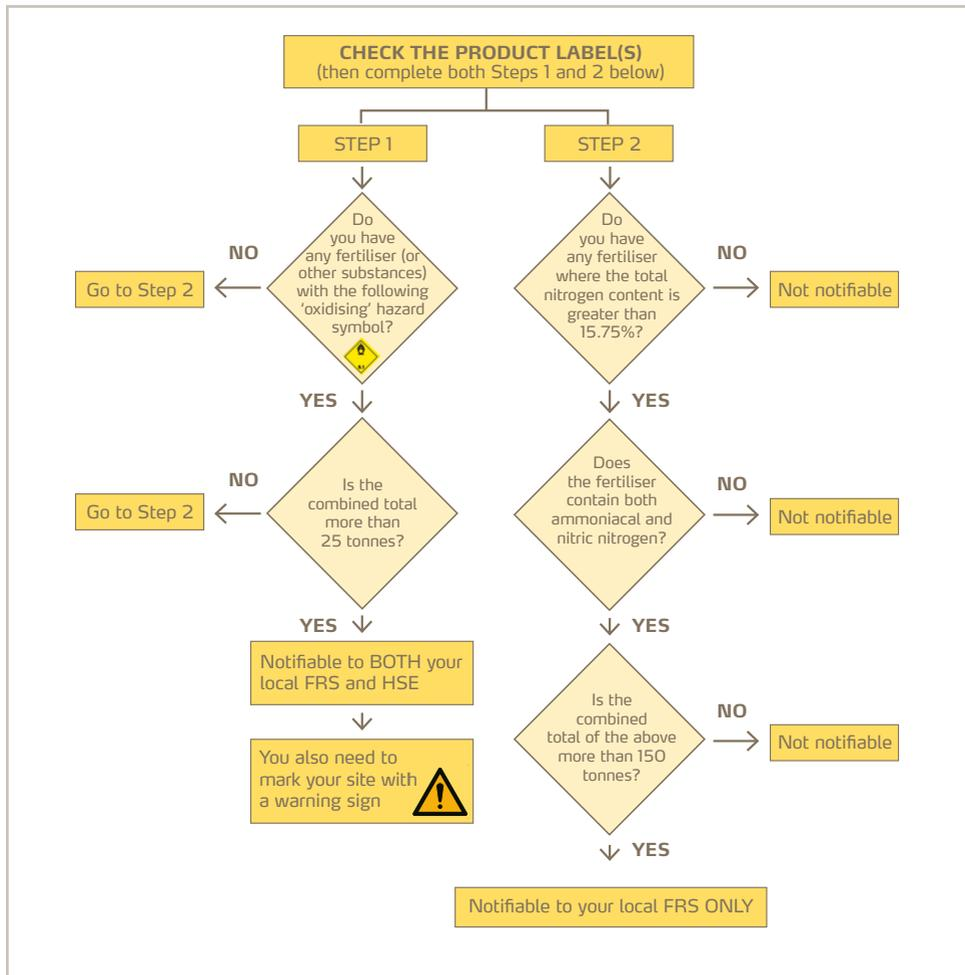 CHECK THE PRODUCT LABEL(S)
(then complete both Steps 1 and 2 below)
STEP 1
Do
you have
any fertiliser (or
other substances)
with the following
'oxidising' hazard
symbol?
NO
Go to Step 2
YES
Is the
combined total
more than
25 tonnes?
NO
Go to Step 2
YES
Notifiable to BOTH your
local FRS and HSE
You also need to
mark your site with
a warning sign
STEP 2
Do
you have
any fertiliser
where the total
nitrogen content is
greater than
15.75%?
NO
Not notifiable
YES
Does
the fertiliser
contain both
ammoniacal and
nitric nitrogen?
NO
Not notifiable
YES
Is the
combined
total of the above
more than 150
tonnes?
NO
Not notifiable
YES
Notifiable to your local FRS ONLY